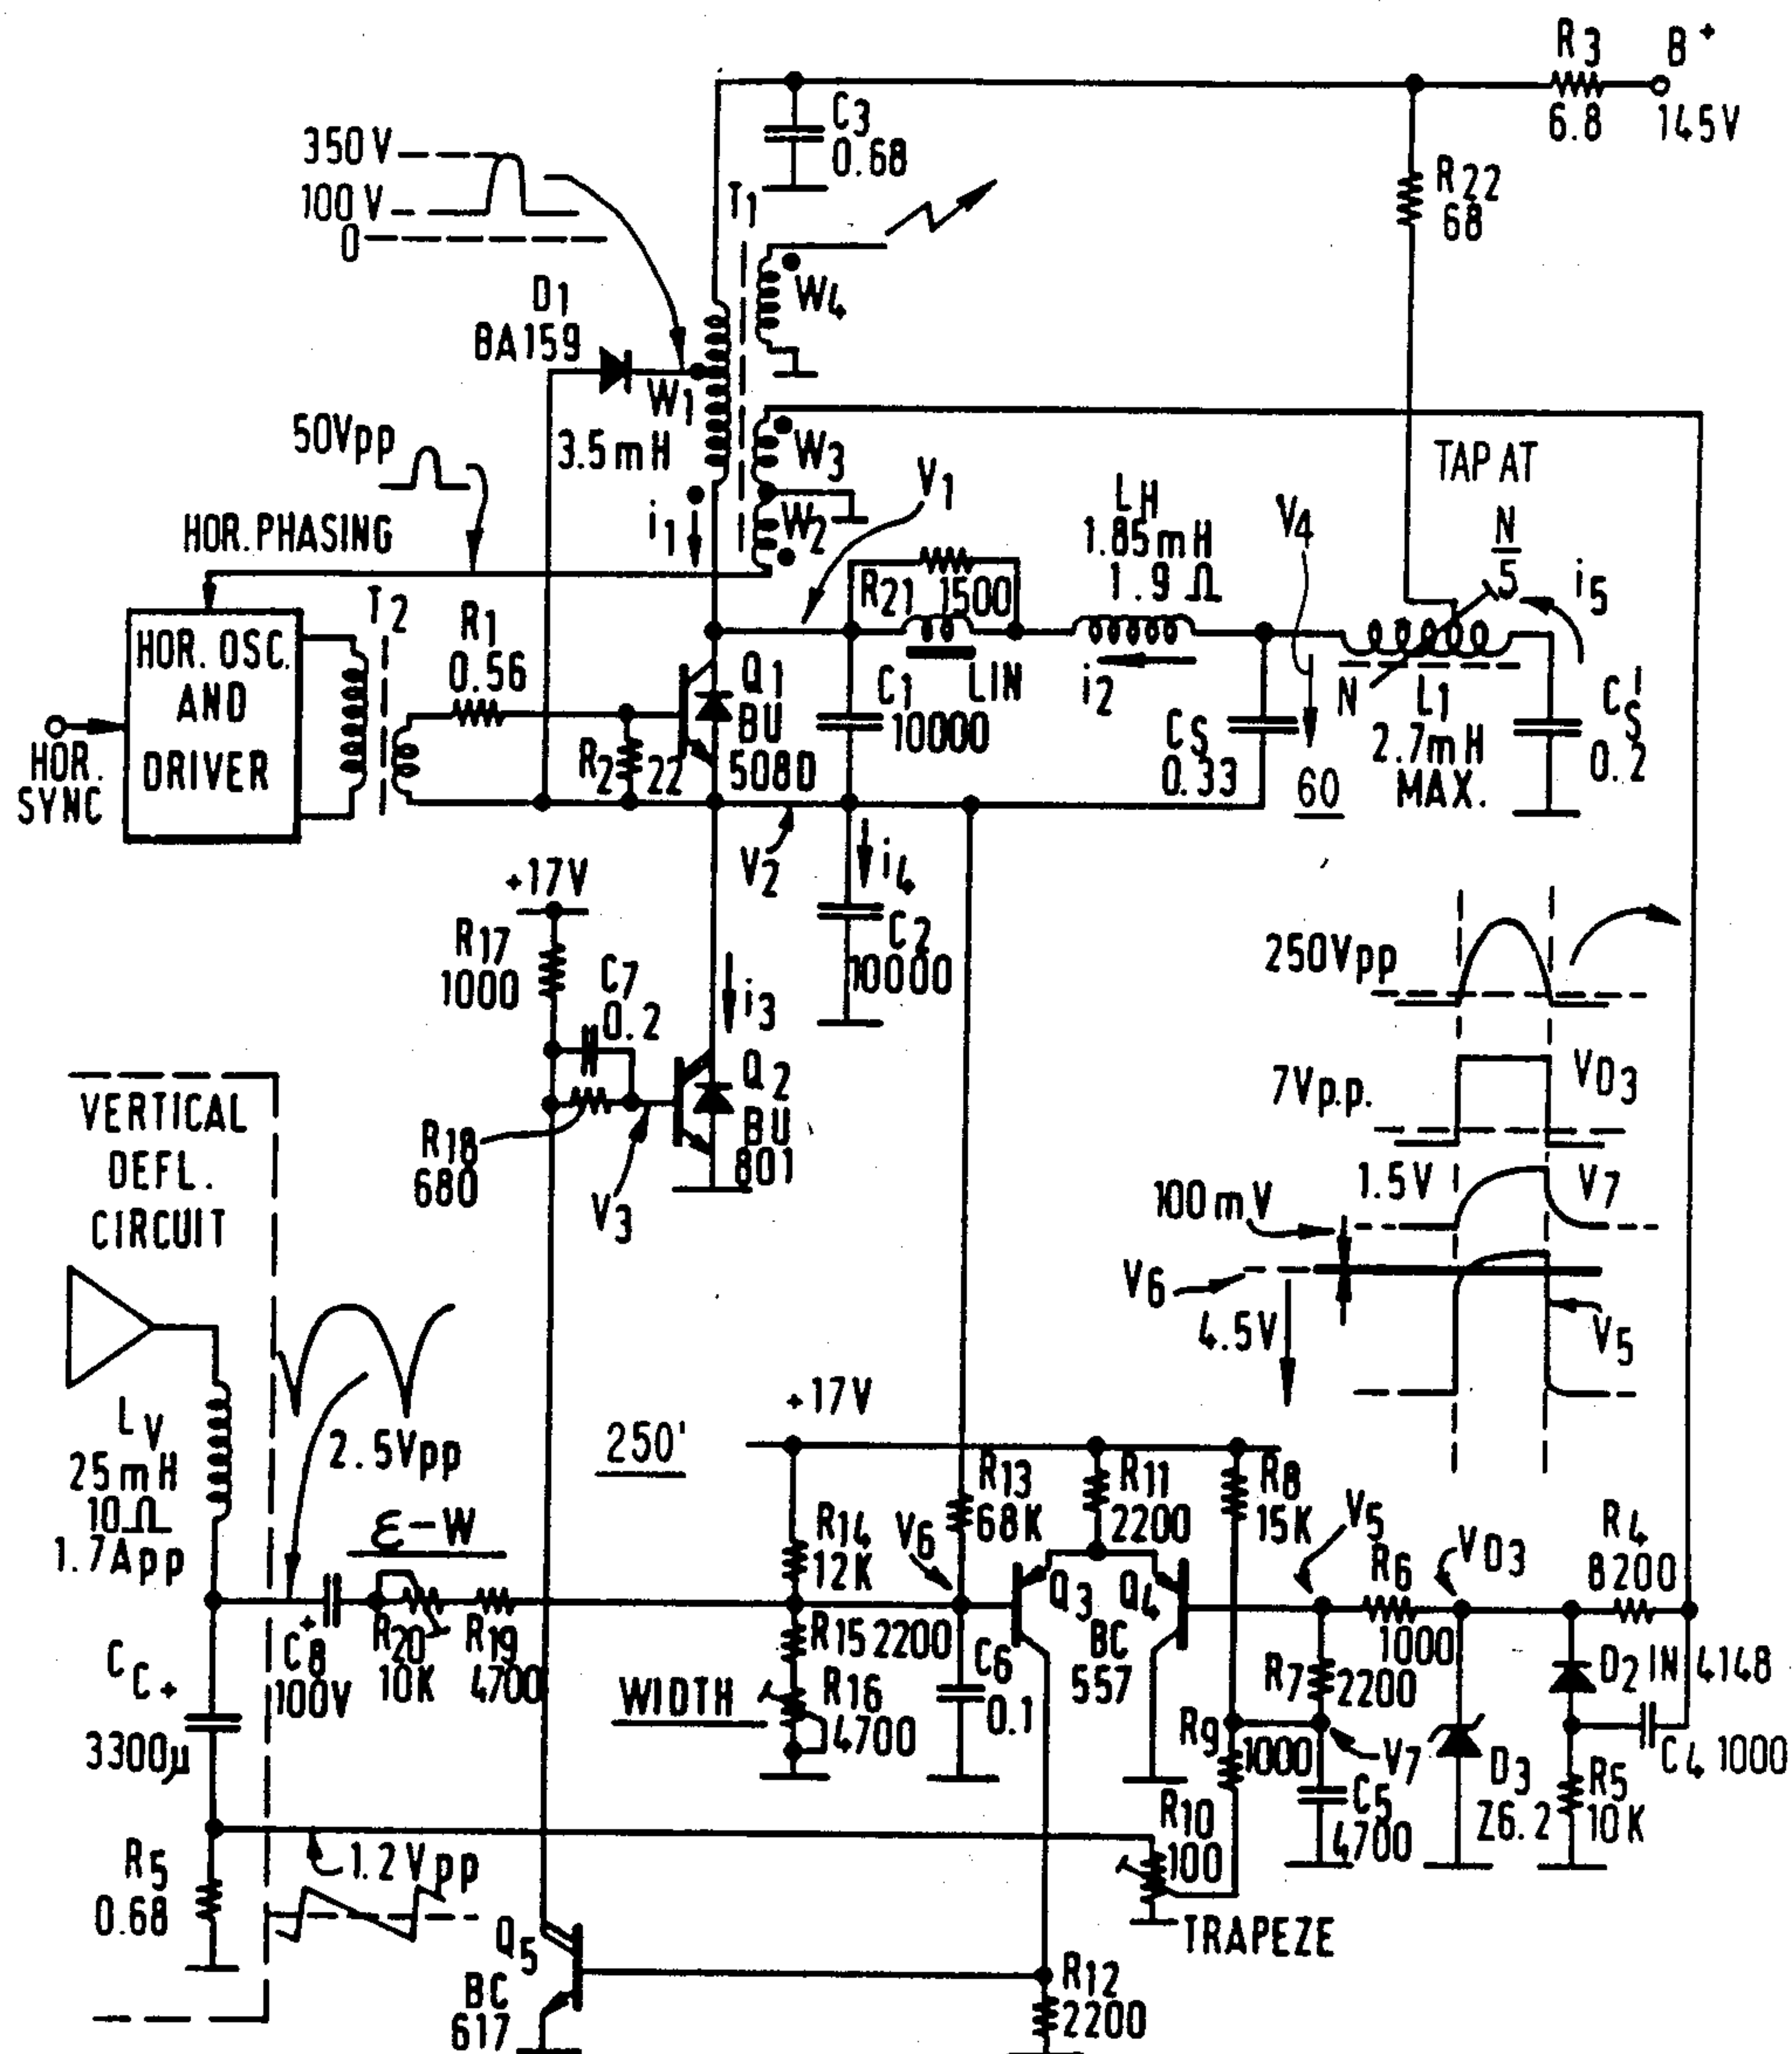 R3
B+
6.8
145V
C3
0.68
350V
100V
0
T1
R22
68
W4
D1
BA159
W1
3.5mH
50Vpp
W3
V1
TAP AT
N
5
i5
LH
1.85mH
1.9 Ω
V4
HOR. PHASING
i1
W2
R21 1500
T2
R1
0.56
HOR. OSC.
AND
DRIVER
HOR.
SYNC
Q1
BU
508D
R2 22
C1
10000
LIN
i2
CS
0.33
60
N
L1
2.7mH
MAX.
CS'
0.2
V2
i4
+17V
R17
1000
C7
0.2
C2
10000
i3
250Vpp
Q2
BU
801
R18
680
V3
7Vp.p.
VD3
VERTICAL
DEFL.
CIRCUIT
1.5V
V7
100mV
V6
4.5V
V5
+17V
LV
25mH
10Ω
1.7App
2.5Vpp
250'
R13
68K
R11
2200
R8
15K
V5
R14
12K
V6
R6
1000
VD3
R4
8200
Ɛ-W
C8
100V
+
R20
10K
R19
4700
Q3
Q4
BC
557
R15 2200
C6
0.1
R7
2200
D2 IN 4148
CC
+
3300μ
WIDTH
R16
4700
R9
1000
V7
C4 1000
D3
Z6.2
R5
10K
C5
4700
R10
100
R5
0.68
1.2Vpp
TRAPEZE
Q5
BC
617
R12
2200